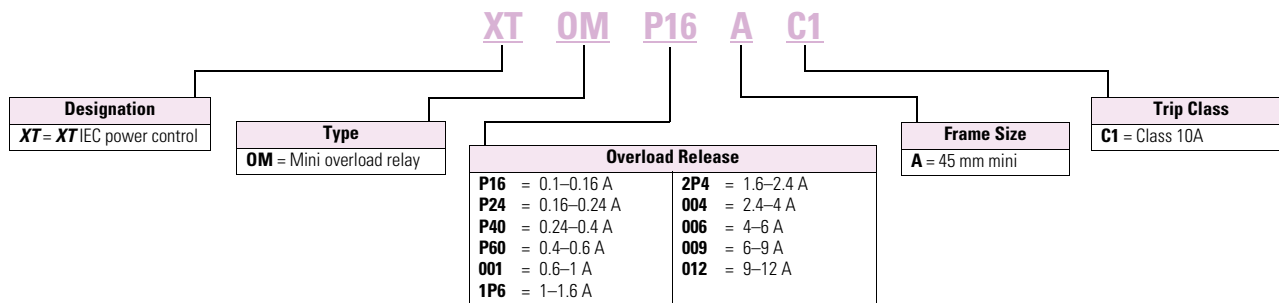 XT OM P16 A C1
Designation
XT = XT IEC power control
Type
OM = Mini overload relay
Overload Release
P16 = 0.1–0.16 A
P24 = 0.16–0.24 A
P40 = 0.24–0.4 A
P60 = 0.4–0.6 A
001 = 0.6–1 A
1P6 = 1–1.6 A
2P4 = 1.6–2.4 A
004 = 2.4–4 A
006 = 4–6 A
009 = 6–9 A
012 = 9–12 A
Frame Size
A = 45 mm mini
Trip Class
C1 = Class 10A